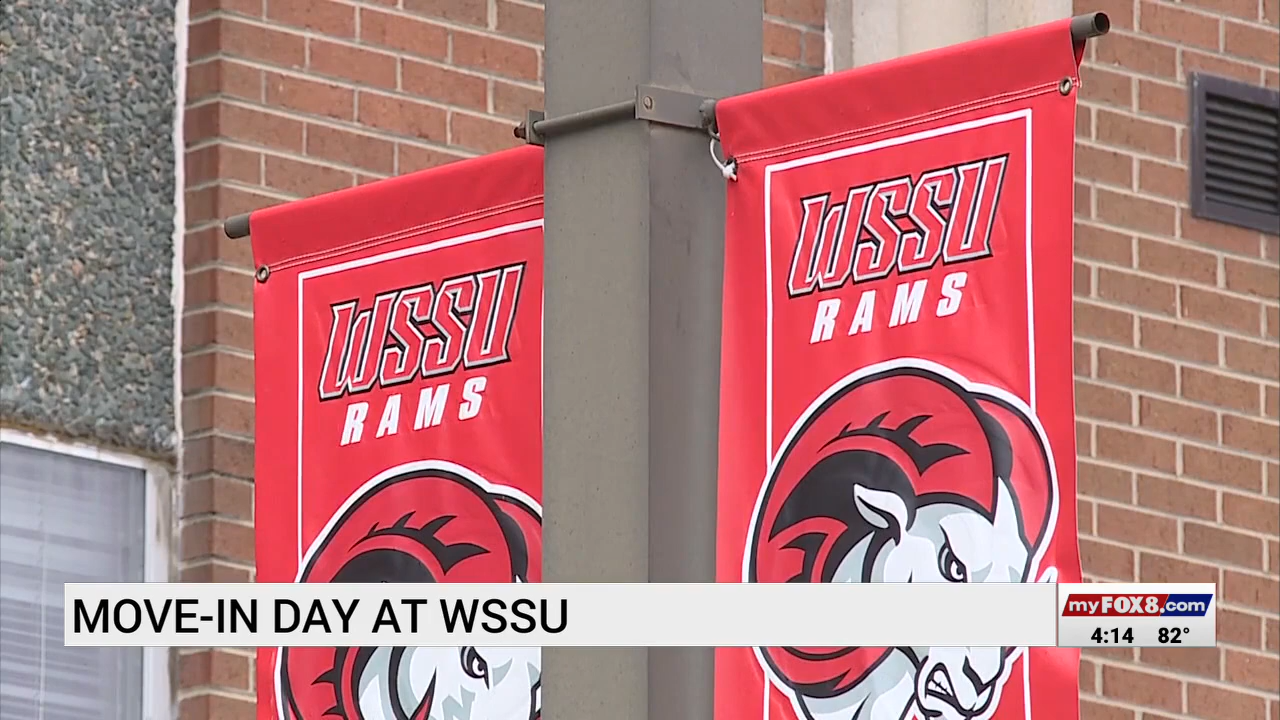 WSSU
RAMS
WSSU
RAMS
MOVE-IN DAY AT WSSU
myFOX8.com
4:14 82°